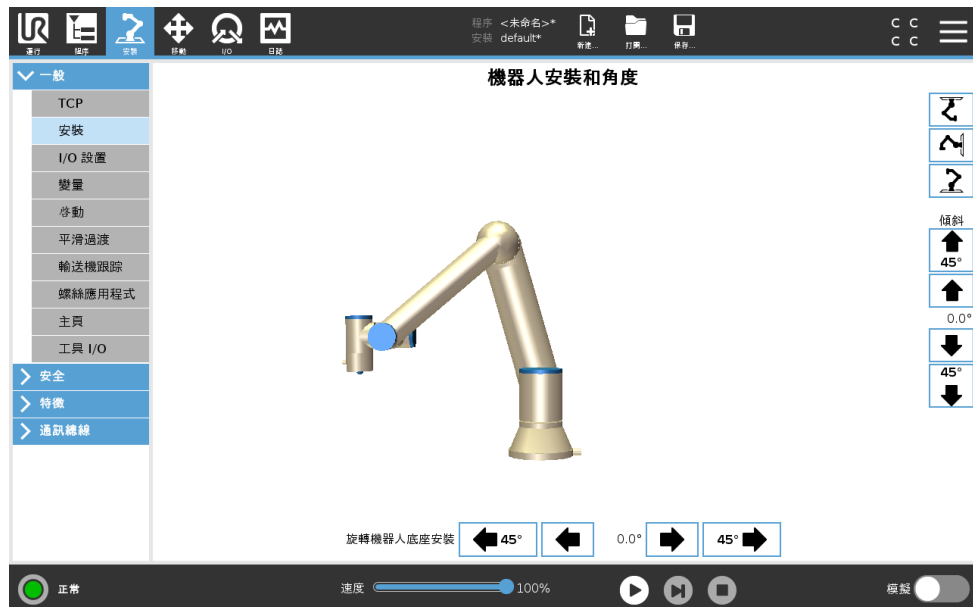 UR
運行
程序
安裝
移動
I/O
日誌
程序 <未命名>*
安裝 default*
新建...
打開...
保存...
C C
C C
一般
TCP
安裝
I/O 設置
變量
啓動
平滑過渡
輸送機跟踪
螺絲應用程式
主頁
工具 I/O
安全
特徵
通訊總線
機器人安裝和角度
傾斜
45°
0.0°
45°
旋轉機器人底座安裝
45°
0.0°
45°
正常
速度
100%
模擬